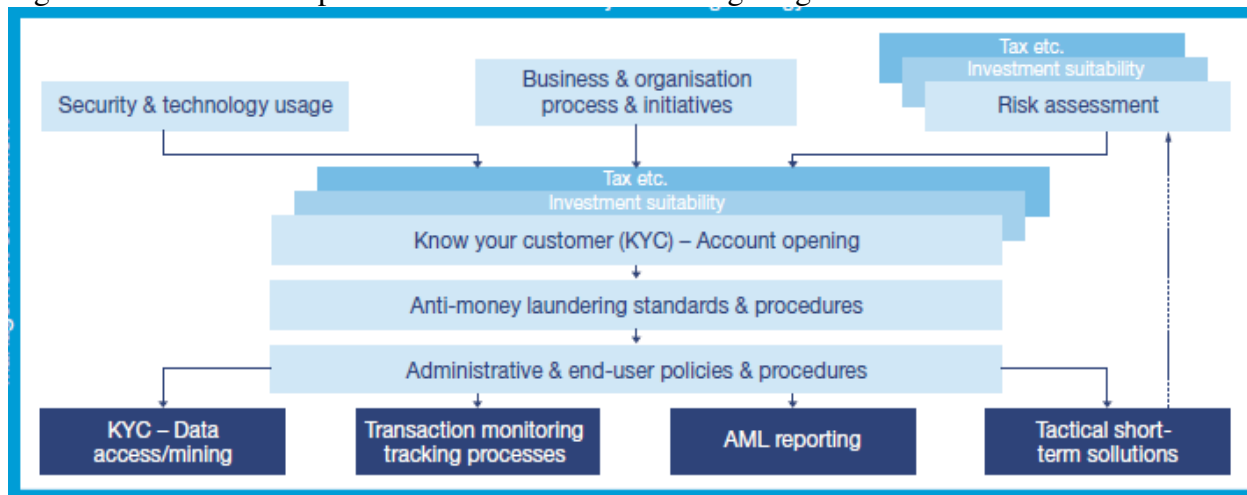 Tax etc.
Investment suitability
Risk assessment
Business & organisation
process & initiatives
Security & technology usage
Tax etc.
Investment suitability
Know your customer (KYC) – Account opening
Anti-money laundering standards & procedures
Administrative & end-user policies & procedures
KYC – Data
access/mining
Transaction monitoring
tracking processes
AML reporting
Tactical short-
term sollutions